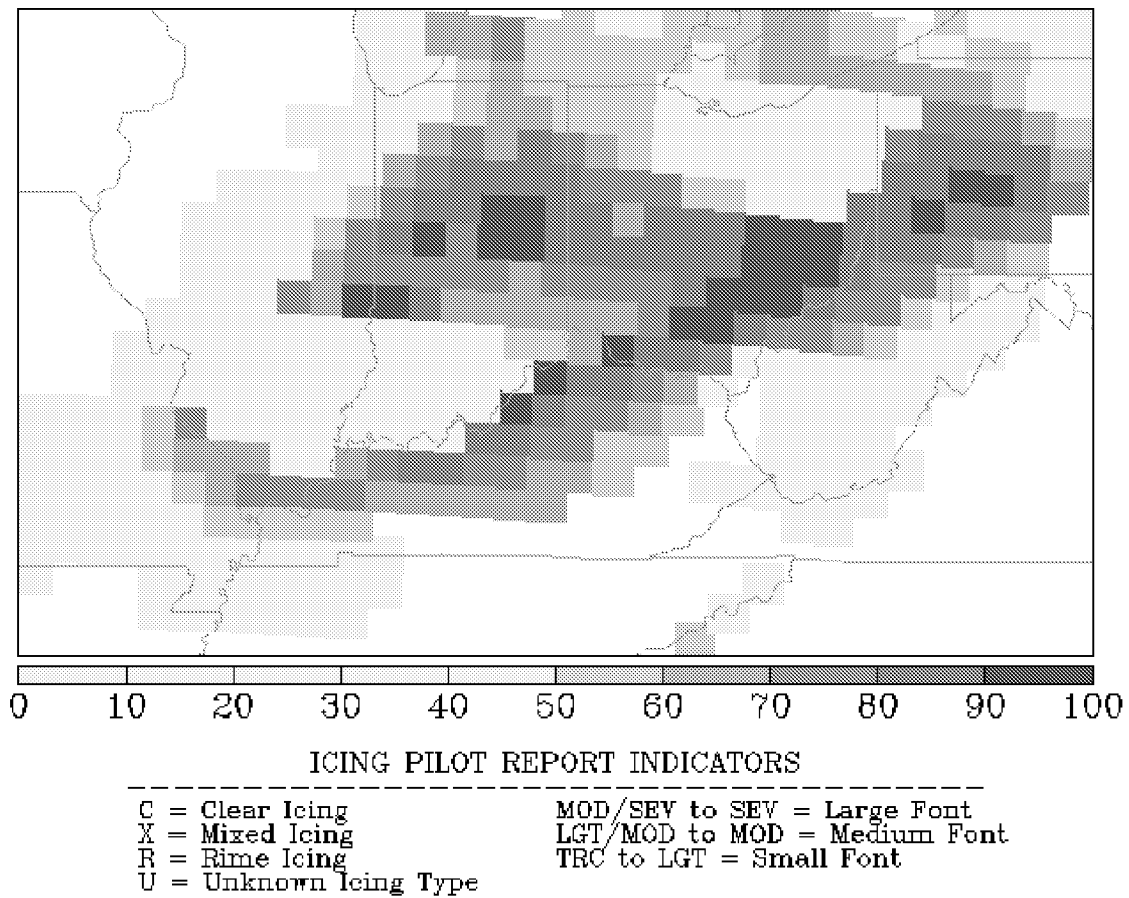 0 10 20 30 40 50 60 70 80 90 100
ICING PILOT REPORT INDICATORS
C = Clear Icing MOD/SEV to SEV = Large Font
X = Mixed Icing LGT/MOD to MOD = Medium Font
R = Rime Icing TRC to LGT = Small Font
U = Unknown Icing Type